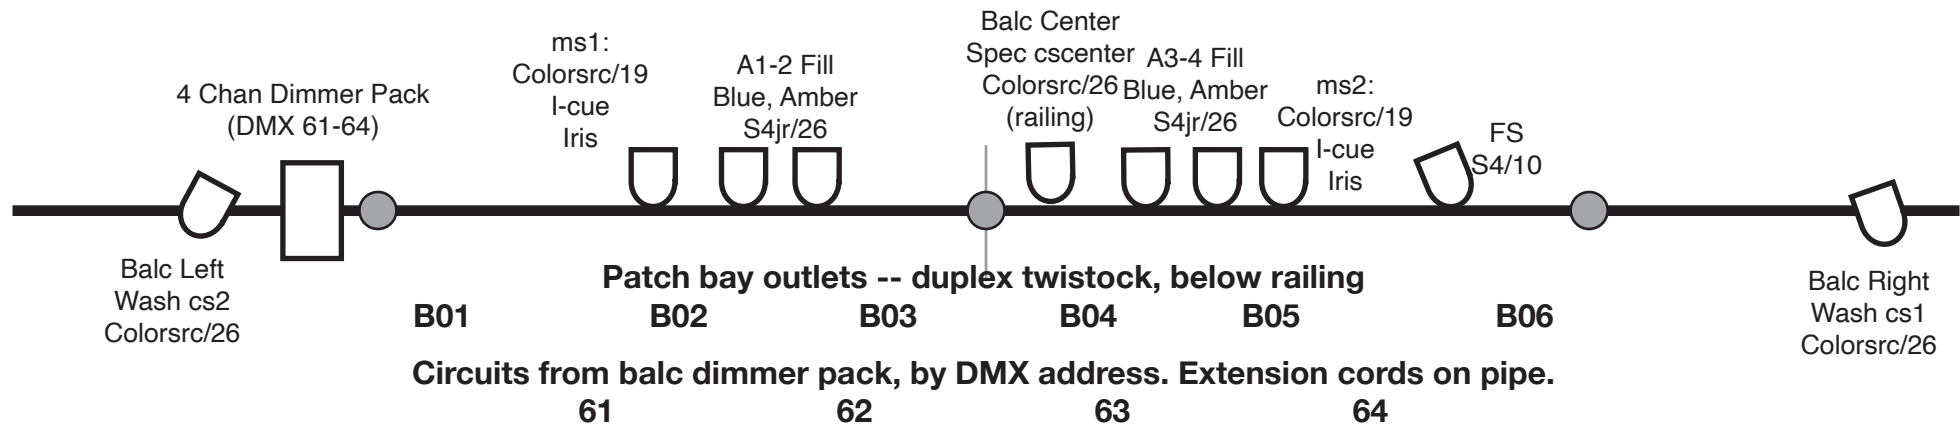 4 Chan Dimmer Pack
(DMX 61-64)
ms1:
Colorsrc/19
I-cue
Iris
A1-2 Fill
Blue, Amber
S4jr/26
Balc Center
Spec cscenter
Colorsrc/26
(railing)
A3-4 Fill
Blue, Amber
S4jr/26
ms2:
Colorsrc/19
I-cue
Iris
FS
S4/10
Balc Left
Wash cs2
Colorsrc/26
Balc Right
Wash cs1
Colorsrc/26
Patch bay outlets -- duplex twistock, below railing
B01 B02 B03 B04 B05 B06
Circuits from balc dimmer pack, by DMX address. Extension cords on pipe.
61 62 63 64